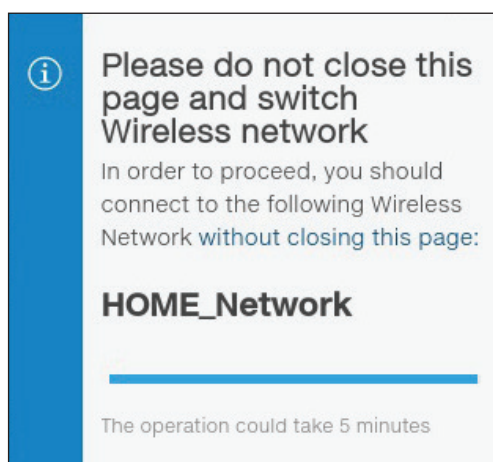 Please do not close this
page and switch
Wireless network
In order to proceed, you should
connect to the following Wireless
Network without closing this page:
HOME_Network
The operation could take 5 minutes